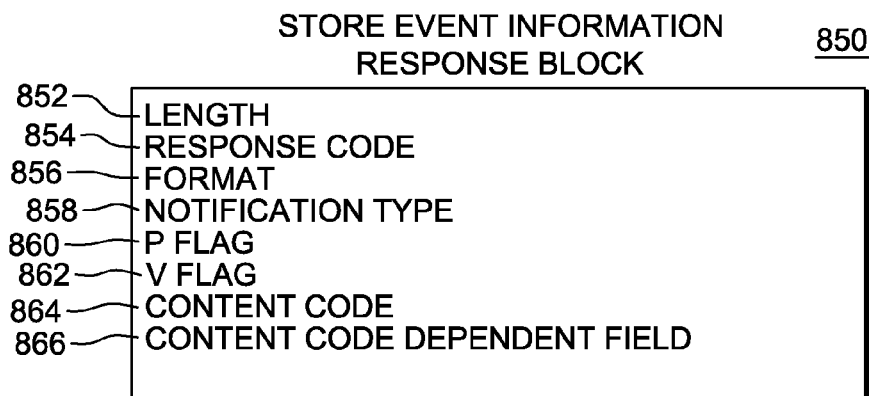 STORE EVENT INFORMATION
RESPONSE BLOCK
850
852 LENGTH
854 RESPONSE CODE
856 FORMAT
858 NOTIFICATION TYPE
860 P FLAG
862 V FLAG
864 CONTENT CODE
866 CONTENT CODE DEPENDENT FIELD